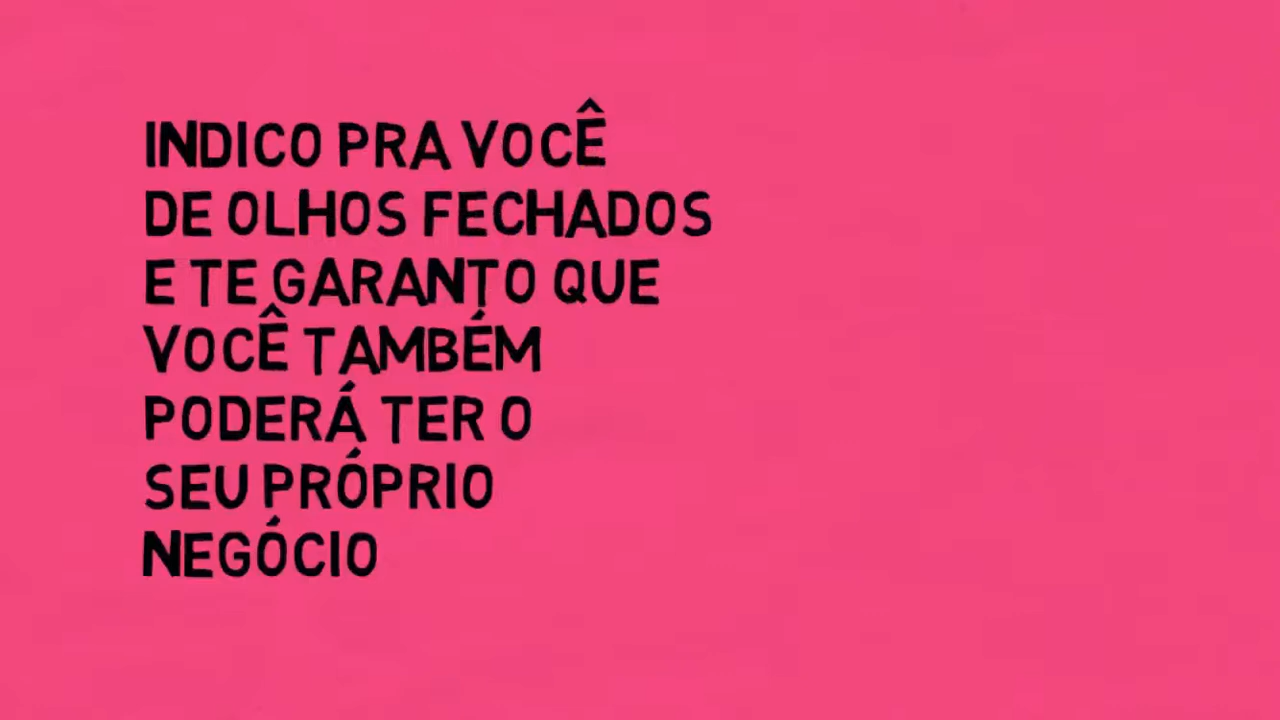 INDICO PRA VOCÊ
DE OLHOS FECHADOS
E TE GARANTO QUE
VOCÊ TAMBÉM
PODERÁ TER O
SEU PRÓPRIO
NEGÓCIO